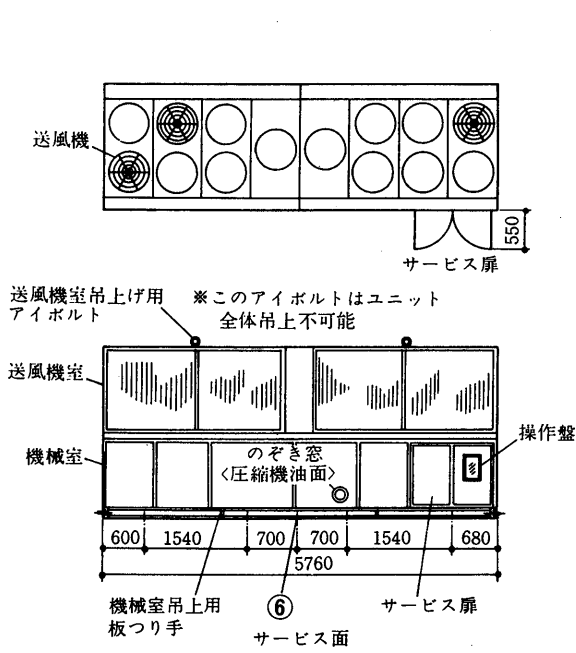 送風機
550
サービス扉
送風機室吊上げ用
アイボルト
※このアイボルトはユニット
全体吊上不可能
送風機室
操作盤
機械室
のぞき窓
<圧縮機油面>
600 1540 700 700 1540 680
5760
機械室吊上用
板つり手
⑥
サービス扉
サービス面